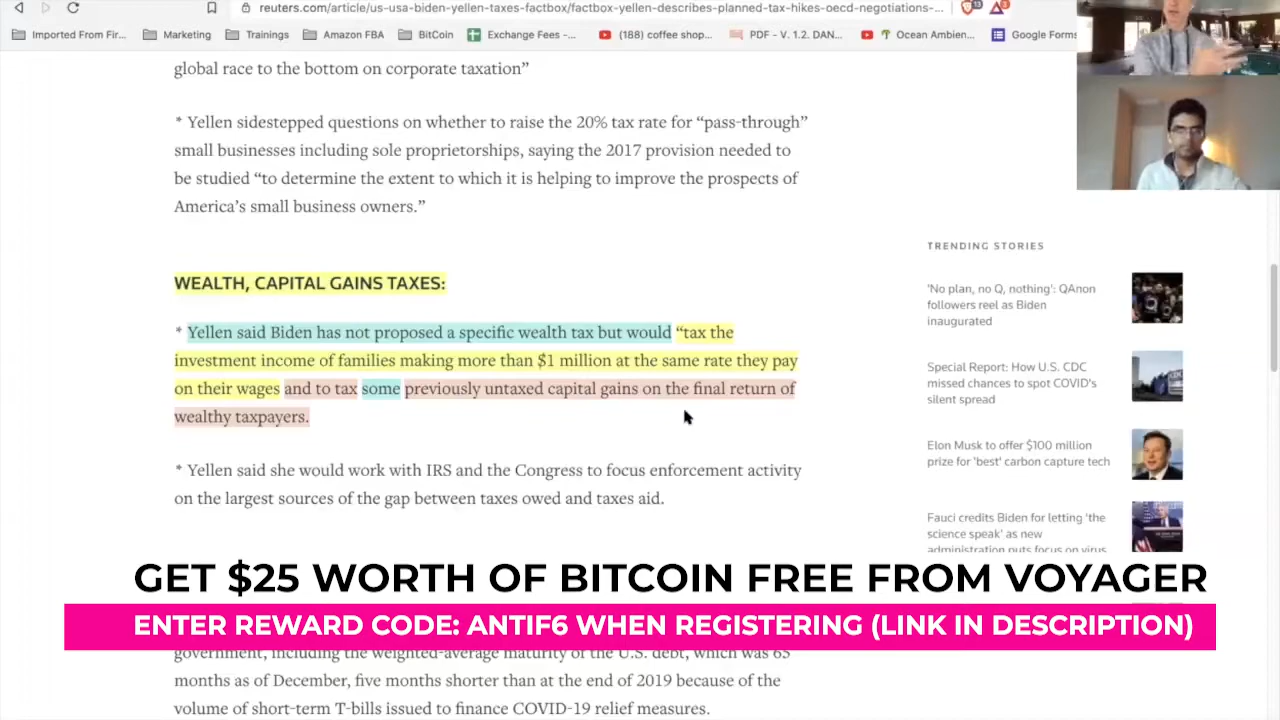 reuters.com/article/us-usa-biden-yellen-taxes-factbox/factbox-yellen-describes-planned-tax-hikes-oecd-negotiations-...
13
3
Imported From Fir...
Marketing
Trainings
Amazon FBA
BitCoin
Exchange Fees -...
(188) coffee shop...
PDF - V. 1.2. DAN...
Ocean Ambien...
Google Forms
global race to the bottom on corporate taxation”
* Yellen sidestepped questions on whether to raise the 20% tax rate for “pass-through”
small businesses including sole proprietorships, saying the 2017 provision needed to
be studied “to determine the extent to which it is helping to improve the prospects of
America’s small business owners.”
WEALTH, CAPITAL GAINS TAXES:
* Yellen said Biden has not proposed a specific wealth tax but would “tax the
investment income of families making more than $1 million at the same rate they pay
on their wages and to tax some previously untaxed capital gains on the final return of
wealthy taxpayers.
* Yellen said she would work with IRS and the Congress to focus enforcement activity
on the largest sources of the gap between taxes owed and taxes aid.
TRENDING STORIES
'No plan, no Q, nothing': QAnon
followers reel as Biden
inaugurated
Special Report: How U.S. CDC
missed chances to spot COVID's
silent spread
Elon Musk to offer $100 million
prize for 'best' carbon capture tech
Fauci credits Biden for letting 'the
science speak' as new
administration puts focus on virus
GET $25 WORTH OF BITCOIN FREE FROM VOYAGER
ENTER REWARD CODE: ANTIF6 WHEN REGISTERING (LINK IN DESCRIPTION)
government, including the weighted-average maturity of the U.S. debt, which was 65
months as of December, five months shorter than at the end of 2019 because of the
volume of short-term T-bills issued to finance COVID-19 relief measures.